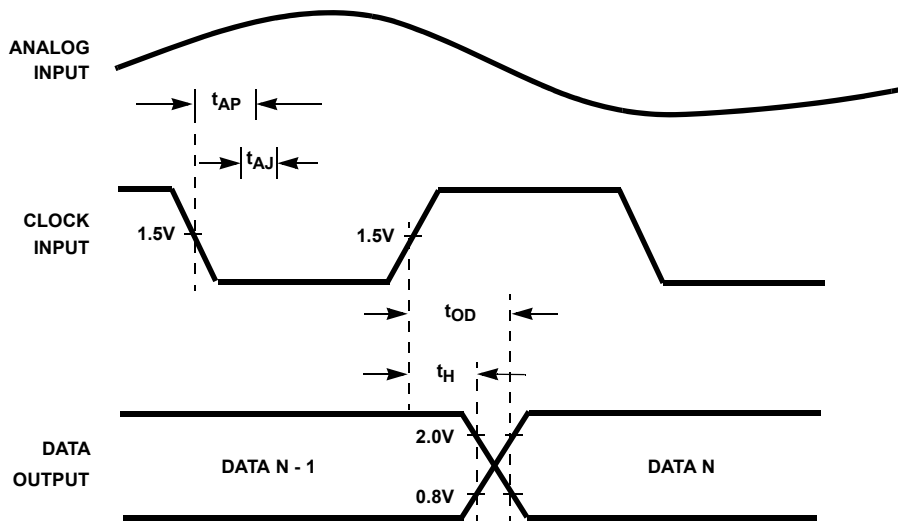 ANALOG
INPUT
tAP
tAJ
CLOCK
INPUT
1.5V
1.5V
tOD
tH
DATA
OUTPUT
2.0V
DATA N - 1
DATA N
0.8V